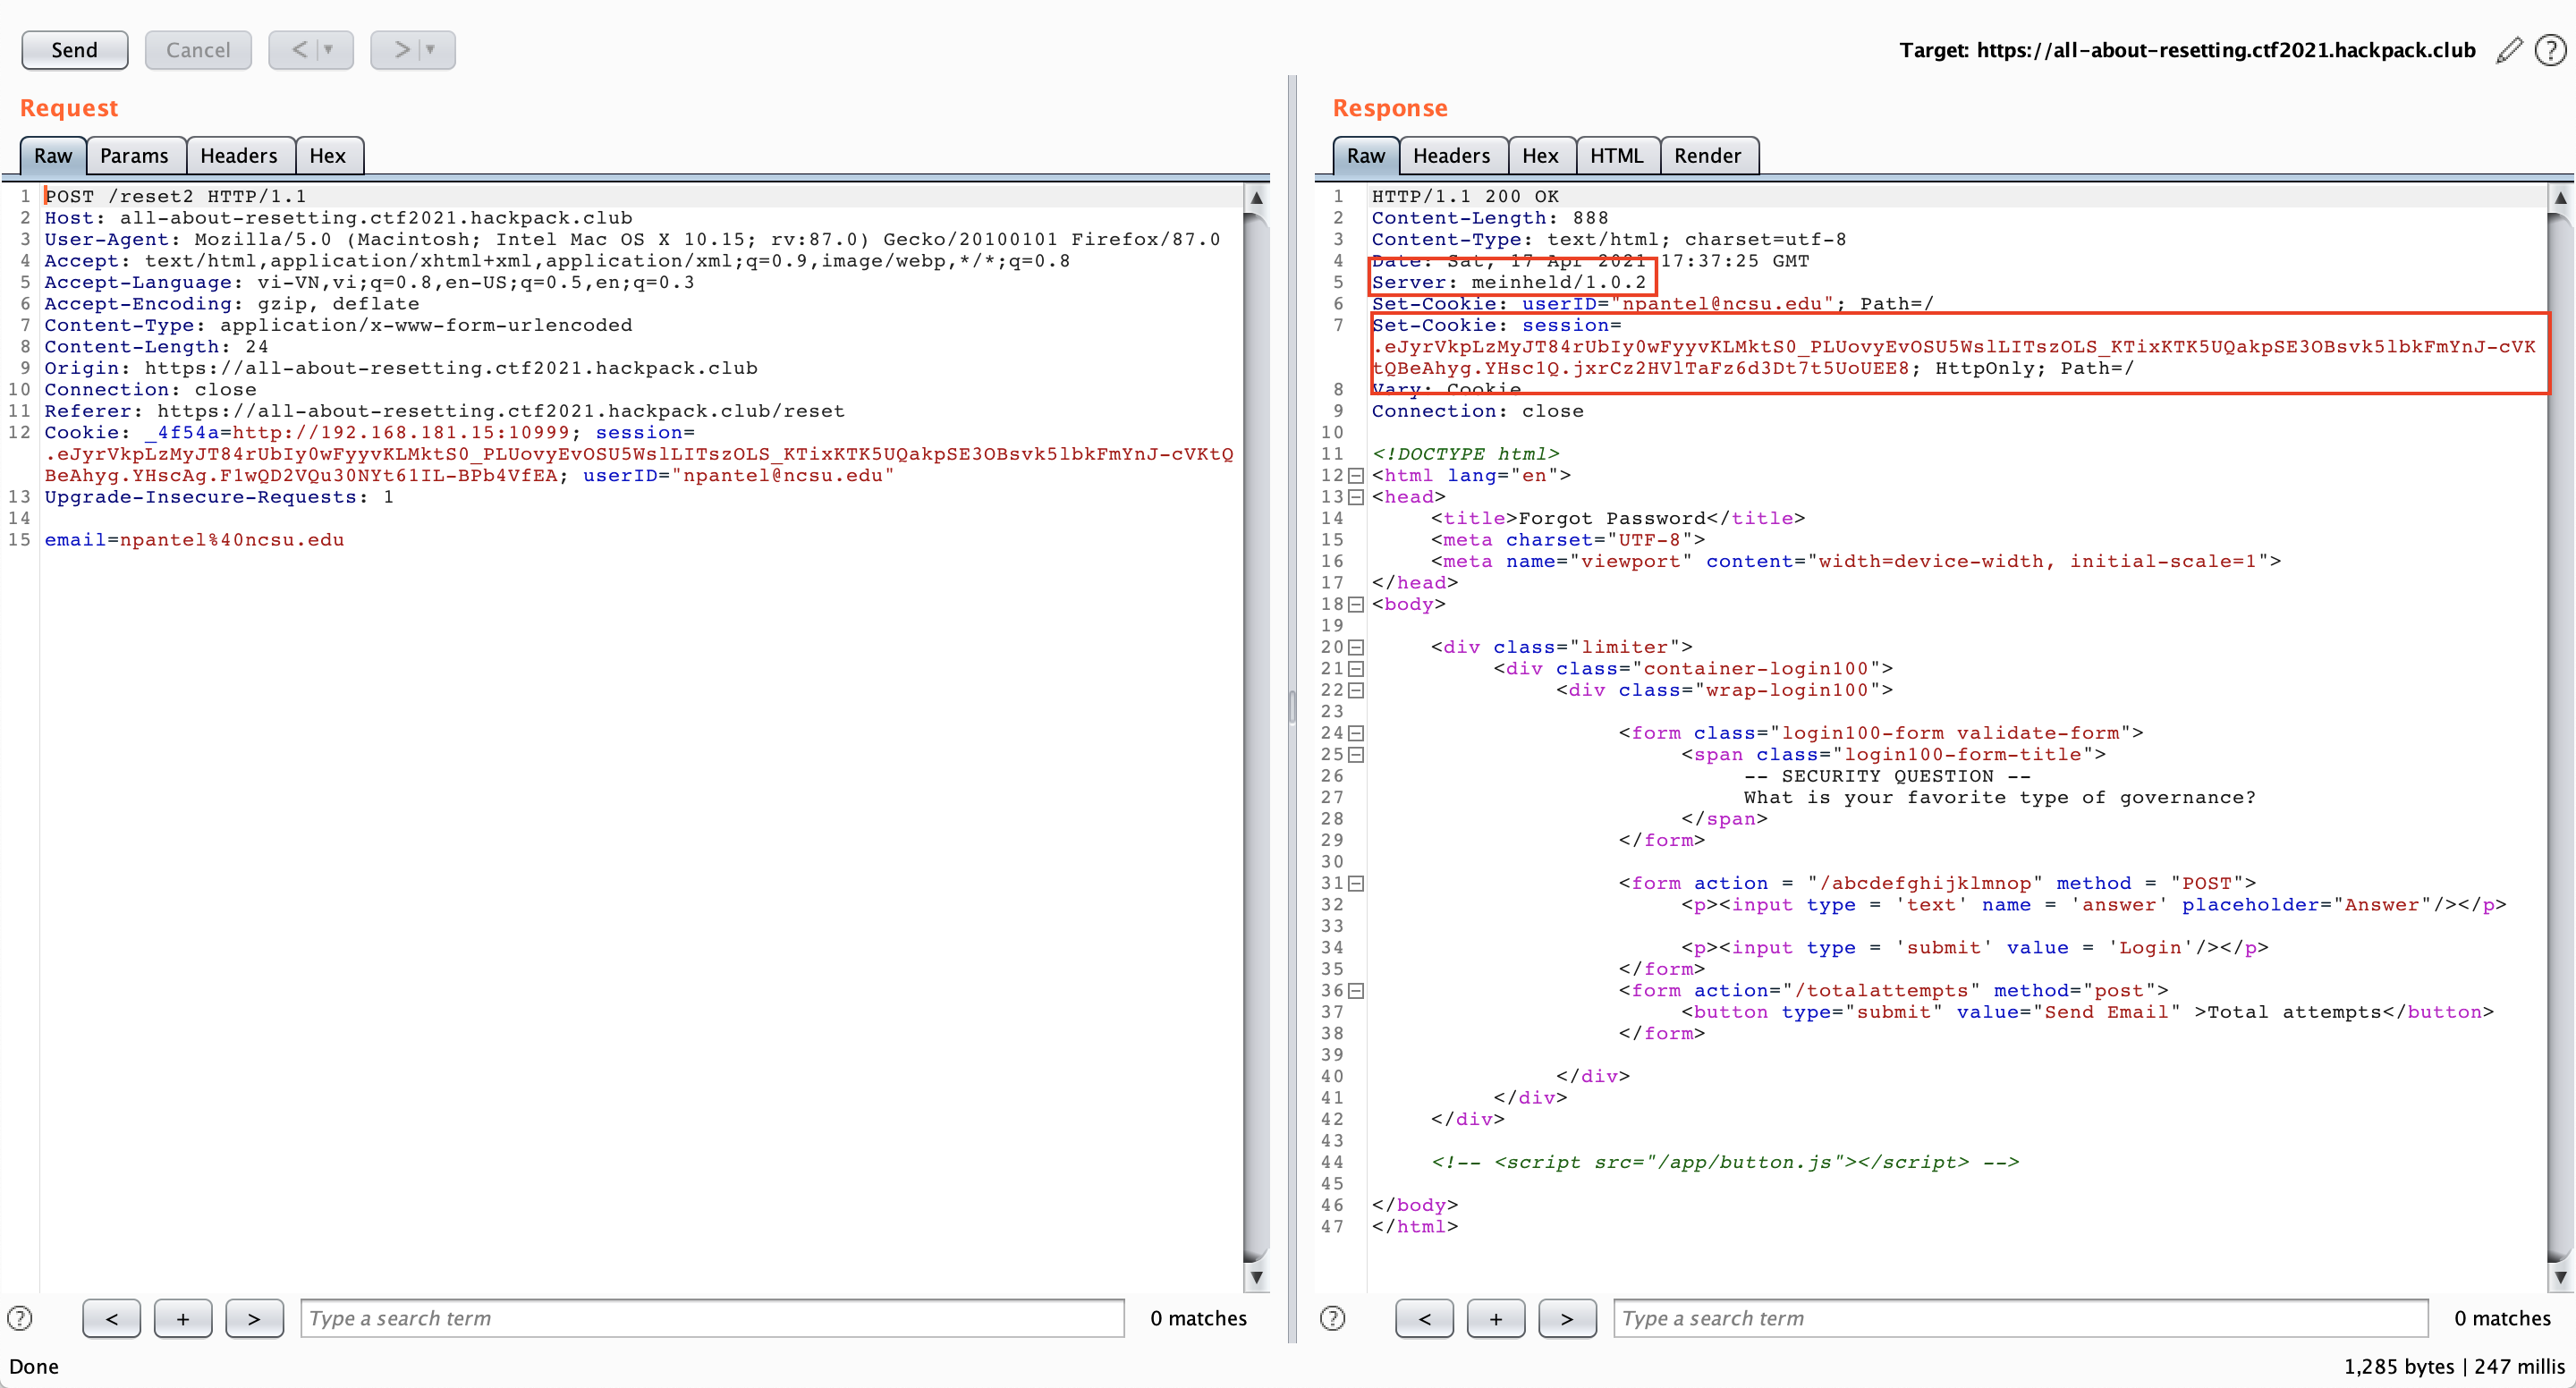 Send
Cancel
<
>
Target: https://all-about-resetting.ctf2021.hackpack.club
?
Request
Raw
Params
Headers
Hex
1 POST /reset2 HTTP/1.1
2 Host: all-about-resetting.ctf2021.hackpack.club
3 User-Agent: Mozilla/5.0 (Macintosh; Intel Mac OS X 10.15; rv:87.0) Gecko/20100101 Firefox/87.0
4 Accept: text/html,application/xhtml+xml,application/xml;q=0.9,image/webp,*/*;q=0.8
5 Accept-Language: vi-VN,vi;q=0.8,en-US;q=0.5,en;q=0.3
6 Accept-Encoding: gzip, deflate
7 Content-Type: application/x-www-form-urlencoded
8 Content-Length: 24
9 Origin: https://all-about-resetting.ctf2021.hackpack.club
10 Connection: close
11 Referer: https://all-about-resetting.ctf2021.hackpack.club/reset
12 Cookie: _4f54a=http://192.168.181.15:10999; session=
.eJyrVkpLzMyJT84rUbIy0wFyyvKLMktS0_PLUovyEvOSU5WslLITszOLS_KTixKTK5UQakpSE3OBsvk5lbkFmYnJ-cVKtQ
BeAhyg.YHscAg.F1wQD2VQu30NYt61IL-BPb4VfEA; userID="npantel@ncsu.edu"
13 Upgrade-Insecure-Requests: 1
14
15 email=npantel%40ncsu.edu
?
<
+
>
Type a search term
0 matches
Response
Raw
Headers
Hex
HTML
Render
1 HTTP/1.1 200 OK
2 Content-Length: 888
3 Content-Type: text/html; charset=utf-8
4 Date: Sat, 17 Apr 2021 17:37:25 GMT
5 Server: meinheld/1.0.2
6 Set-Cookie: userID="npantel@ncsu.edu"; Path=/
7 Set-Cookie: session=
.eJyrVkpLzMyJT84rUbIy0wFyyvKLMktS0_PLUovyEvOSU5WslLITszOLS_KTixKTK5UQakpSE3OBsvk5lbkFmYnJ-cVK
tQBeAhyg.YHsc1Q.jxrCz2HVlTaFz6d3Dt7t5UoUEE8; HttpOnly; Path=/
8 Vary: Cookie
9 Connection: close
10
11 <!DOCTYPE html>
12 <html lang="en">
13 <head>
14 <title>Forgot Password</title>
15 <meta charset="UTF-8">
16 <meta name="viewport" content="width=device-width, initial-scale=1">
17 </head>
18 <body>
19
20 <div class="limiter">
21 <div class="container-login100">
22 <div class="wrap-login100">
23
24 <form class="login100-form validate-form">
25 <span class="login100-form-title">
26 -- SECURITY QUESTION --
27 What is your favorite type of governance?
28 </span>
29 </form>
30
31 <form action = "/abcdefghijklmnop" method = "POST">
32 <p><input type = 'text' name = 'answer' placeholder="Answer"/></p>
33
34 <p><input type = 'submit' value = 'Login'/></p>
35 </form>
36 <form action="/totalattempts" method="post">
37 <button type="submit" value="Send Email" >Total attempts</button>
38 </form>
39
40 </div>
41 </div>
42 </div>
43
44 <!-- <script src="/app/button.js"></script> -->
45
46 </body>
47 </html>
?
<
+
>
Type a search term
0 matches
Done
1,285 bytes | 247 millis